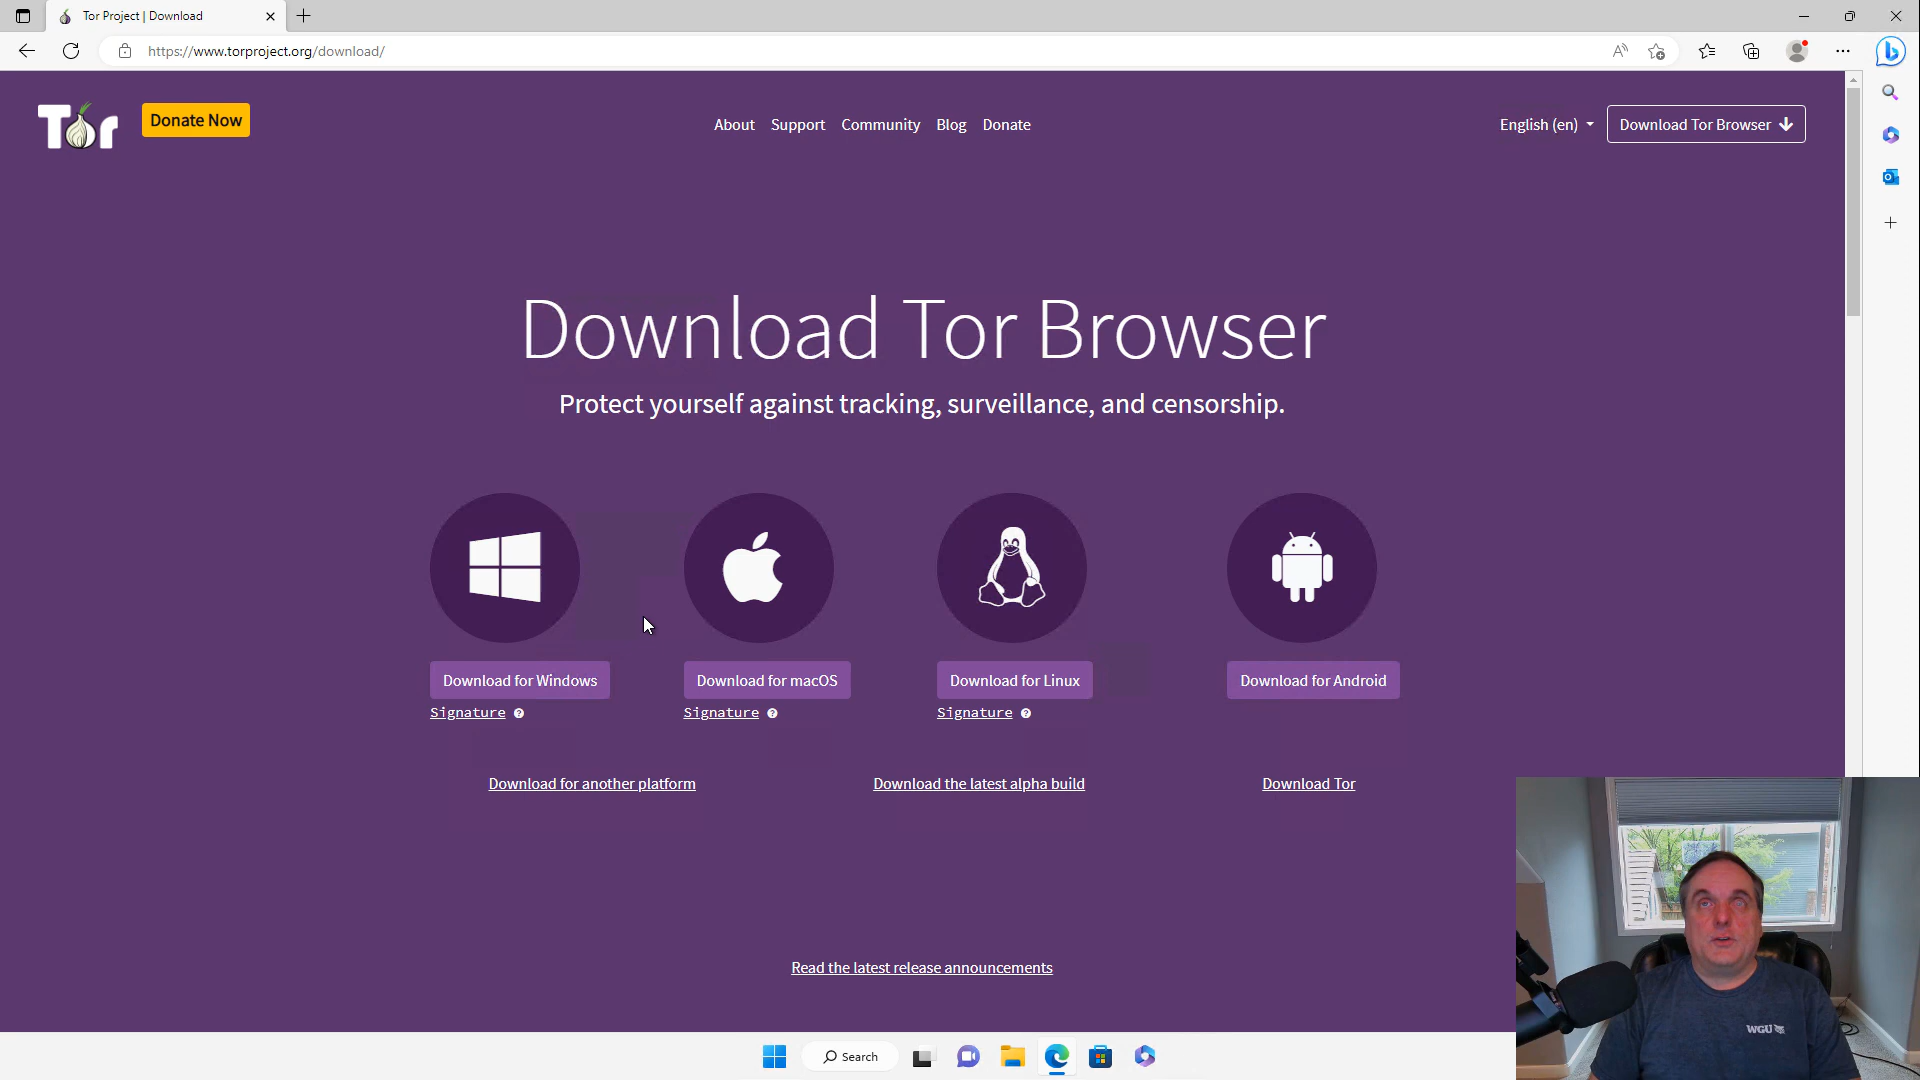 Tor Project | Download
https://www.torproject.org/download/
Tor
Donate Now
About Support Community Blog Donate
English (en)
Download Tor Browser
Download Tor Browser
Protect yourself against tracking, surveillance, and censorship.
Download for Windows
Download for macOS
Download for Linux
Download for Android
Signature ?
Signature ?
Signature ?
Download for another platform
Download the latest alpha build
Download Tor
Read the latest release announcements
WGU
Search